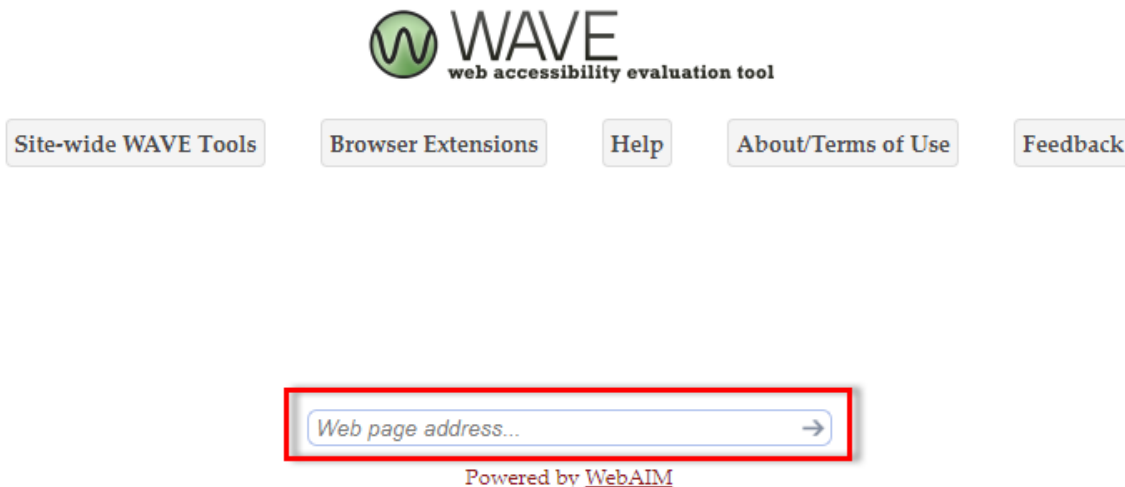 WAVE
web accessibility evaluation tool
Site-wide WAVE Tools Browser Extensions Help About/Terms of Use Feedback
Web page address...
Powered by WebAIM